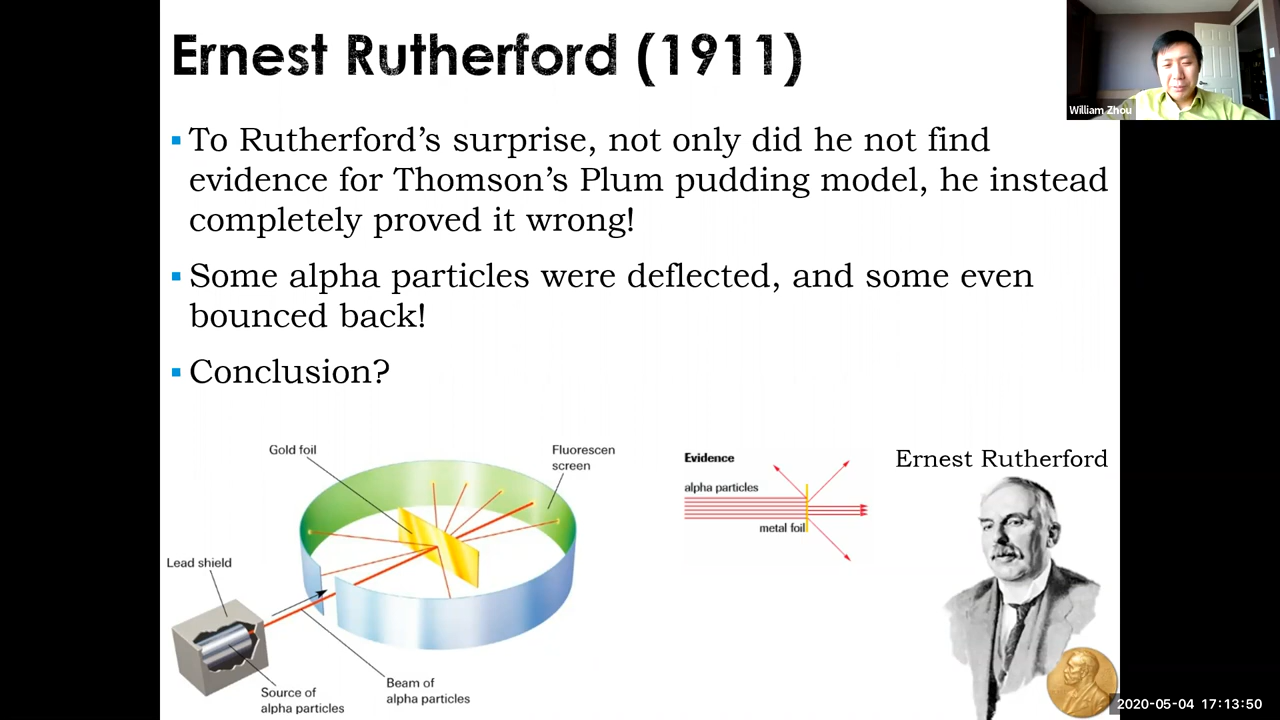 Ernest Rutherford (1911)
William Zhou
▪ To Rutherford's surprise, not only did he not find
evidence for Thomson's Plum pudding model, he instead
completely proved it wrong!
▪ Some alpha particles were deflected, and some even
bounced back!
▪ Conclusion?
Gold foil
Fluorescen
screen
Lead shield
Source of
alpha particles
Beam of
alpha particles
Evidence
alpha particles
metal foil
Ernest Rutherford
2020-05-04 17:13:50